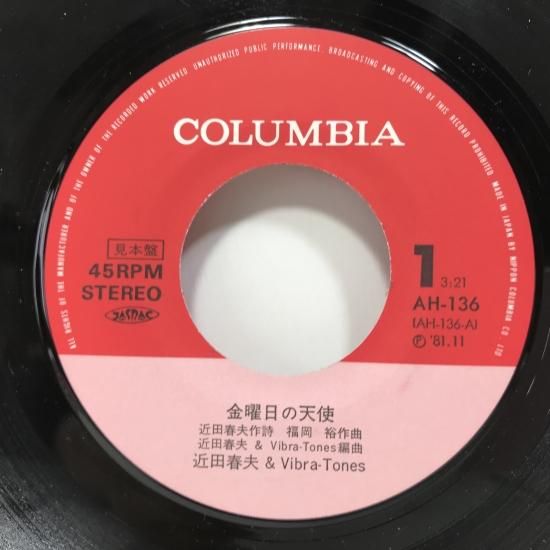 ALL RIGHTS OF THE MANUFACTURER AND OF THE OWNER OF THE RECORDED WORK RESERVED UNAUTHORIZED PUBLIC PERFORMANCE. BROADCASTING AND COPYING OF THIS RECORD PROHIBITED MADE IN JAPAN BY NIPPON COLUMBIA CO. LTD
COLUMBIA
見本盤
45RPM
STEREO
JASRAC
1 3:21
AH-136
(AH-136-A)
Ⓟ '81.11
金曜日の天使
近田春夫作詩 福岡 裕作曲
近田春夫 & Vibra-Tones編曲
近田春夫 & Vibra-Tones